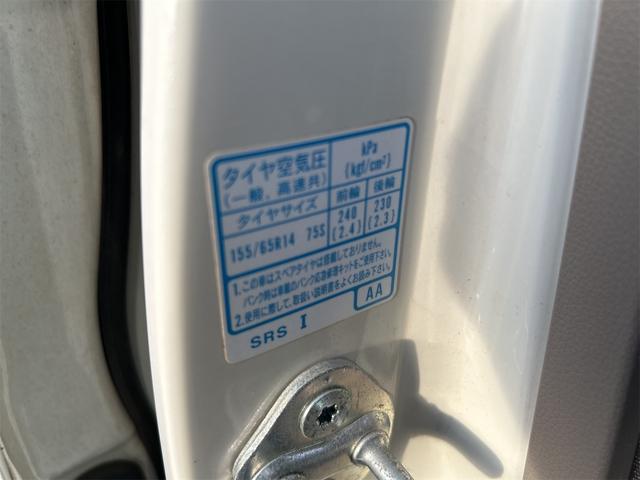 タイヤ空気圧 kPa
(一般、高速共) (kgf/cm²)
タイヤサイズ 前輪 後輪
155/65R14 75S 240 230
(2.4) (2.3)
1.この車はスペアタイヤは搭載しておりません。
パンク時は車載のパンク応急修理キットをご使用下さい。
2.使用に際して、取扱い説明書をよくお読み下さい。
AA
SRS I